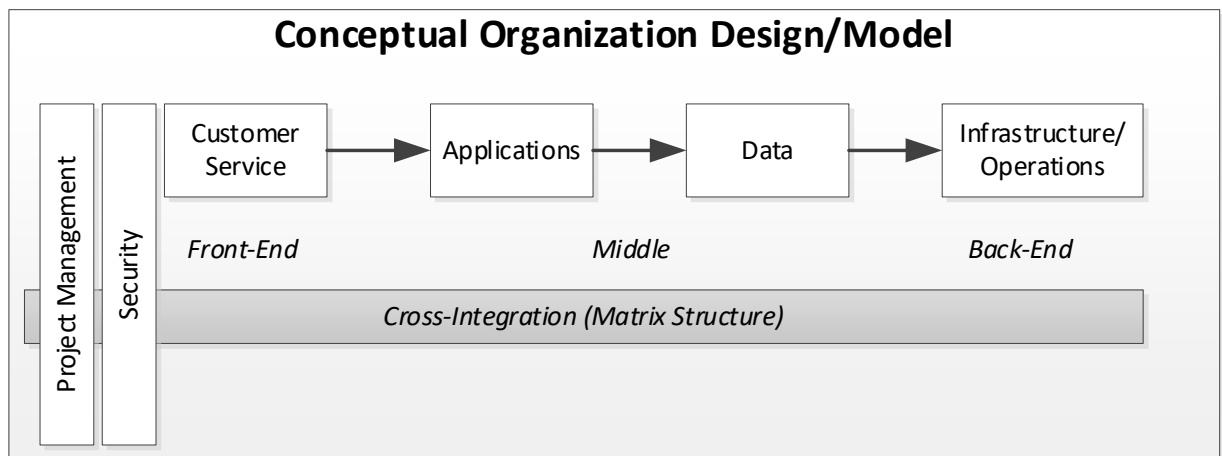 Conceptual Organization Design/Model
Project Management
Security
Customer
Service
Applications
Data
Infrastructure/
Operations
Front-End
Middle
Back-End
Cross-Integration (Matrix Structure)